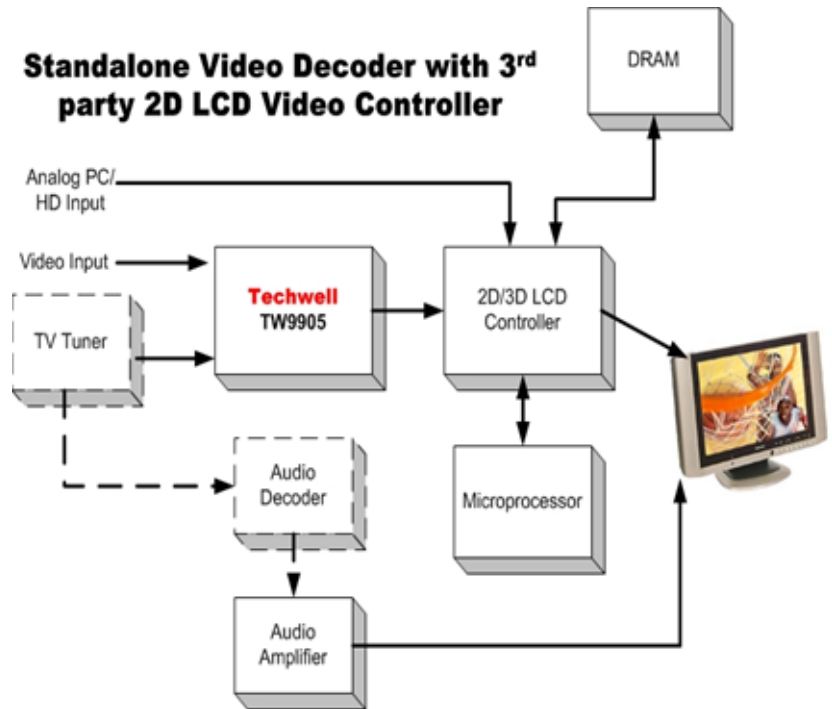 Standalone Video Decoder with 3rd
party 2D LCD Video Controller
DRAM
Analog PC/
HD Input
Video Input
Techwell
TW9905
2D/3D LCD
Controller
TV Tuner
Audio
Decoder
Microprocessor
Audio
Amplifier